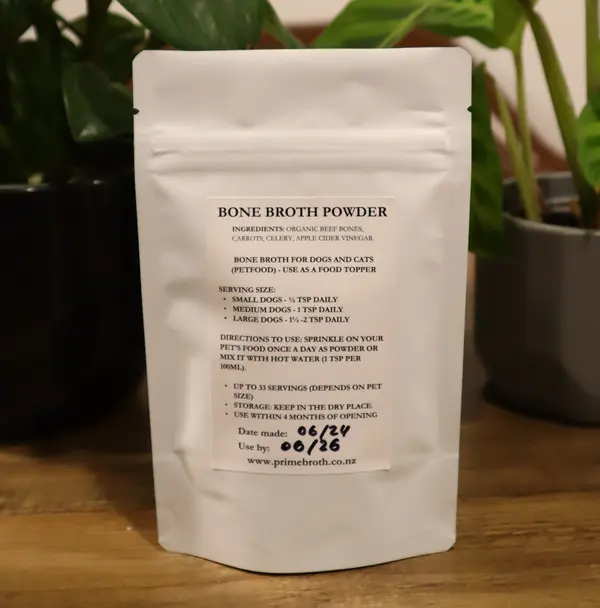 BONE BROTH POWDER
INGREDIENTS: ORGANIC BEEF BONES,
CARROTS, CELERY, APPLE CIDER VINEGAR.
BONE BROTH FOR DOGS AND CATS
(PETFOOD) - USE AS A FOOD TOPPER
SERVING SIZE:
• SMALL DOGS - ½ TSP DAILY
• MEDIUM DOGS - 1 TSP DAILY
• LARGE DOGS - 1½ -2 TSP DAILY
DIRECTIONS TO USE: SPRINKLE ON YOUR
PET'S FOOD ONCE A DAY AS POWDER OR
MIX IT WITH HOT WATER (1 TSP PER
100ML).
• UP TO 33 SERVINGS (DEPENDS ON PET
SIZE)
• STORAGE: KEEP IN THE DRY PLACE
• USE WITHIN 4 MONTHS OF OPENING
Date made: 06/24
Use by: 06/26
www.primebroth.co.nz